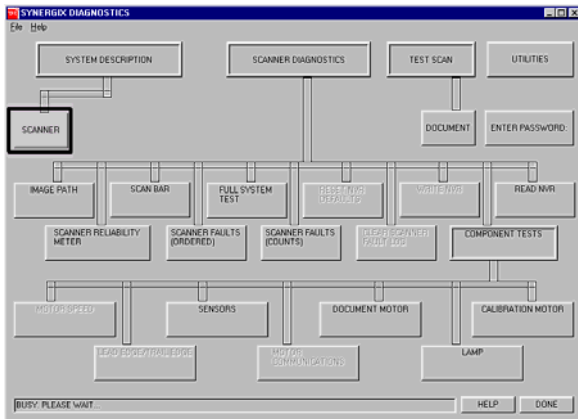 SYNERGIX DIAGNOSTICS
File Help
SYSTEM DESCRIPTION
SCANNER DIAGNOSTICS
TEST SCAN
UTILITIES
SCANNER
DOCUMENT
ENTER PASSWORD:
IMAGE PATH
SCAN BAR
FULL SYSTEM
TEST
RESET NVR
DEFAULTS
WRITE NVR
READ NVR
SCANNER RELIABILITY
METER
SCANNER FAULTS
(ORDERED)
SCANNER FAULTS
(COUNTS)
CLEAR SCANNER
FAULT LOG
COMPONENT TESTS
MOTOR SPEED
SENSORS
DOCUMENT MOTOR
CALIBRATION MOTOR
LEAD EDGE/TRAIL EDGE
MOTOR
COMMUNICATIONS
LAMP
BUSY: PLEASE WAIT...
HELP
DONE